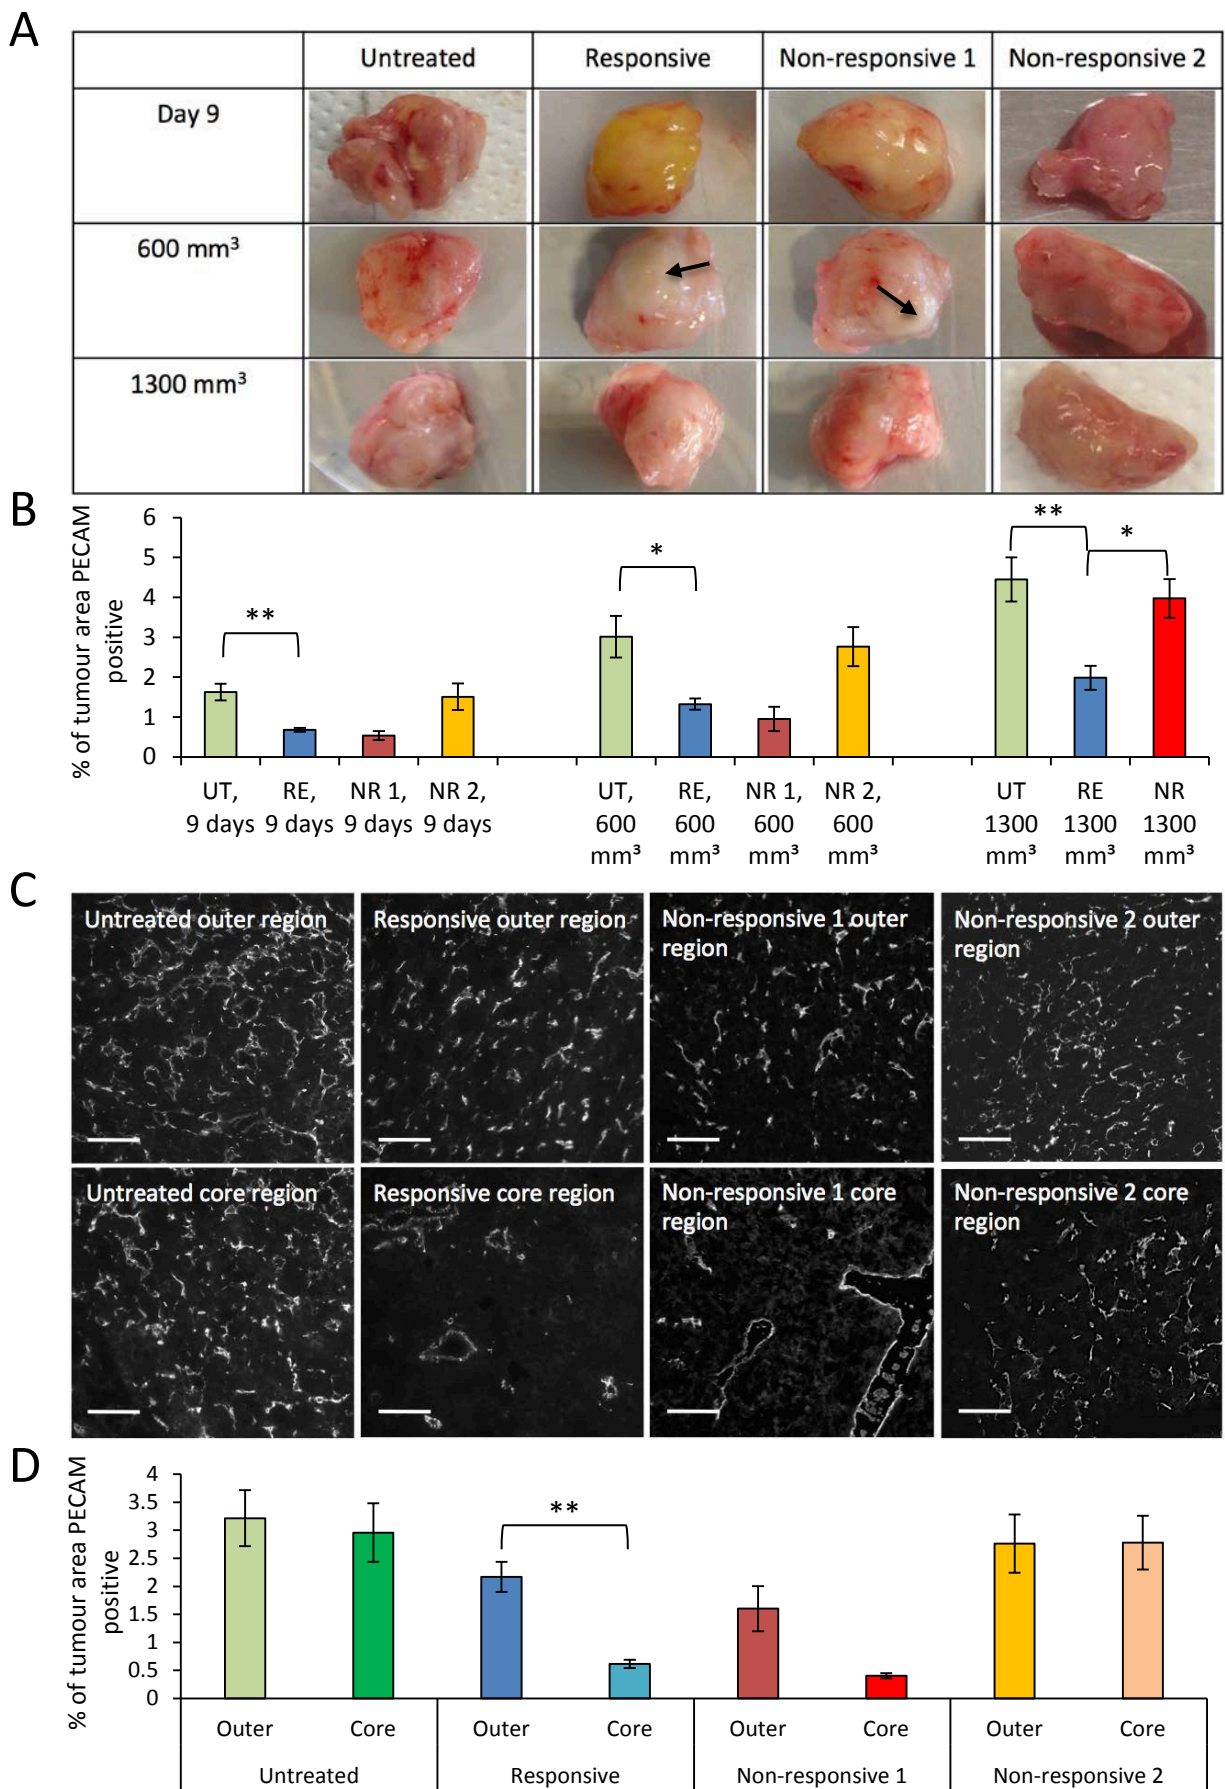 A
Untreated
Responsive
Non-responsive 1
Non-responsive 2
Day 9
600 mm³
1300 mm³
B
% of tumour area PECAM
positive
6
5
4
3
2
1
0
**
*
**
*
UT,
9 days
RE,
9 days
NR 1,
9 days
NR 2,
9 days
UT,
600
mm³
RE,
600
mm³
NR 1,
600
mm³
NR 2,
600
mm³
UT
1300
mm³
RE
1300
mm³
NR
1300
mm³
C
Untreated outer region
Responsive outer region
Non-responsive 1 outer
region
Non-responsive 2 outer
region
Untreated core region
Responsive core region
Non-responsive 1 core
region
Non-responsive 2 core
region
D
% of tumour area PECAM
positive
4
3.5
3
2.5
2
1.5
1
0.5
0
**
Outer
Core
Outer
Core
Outer
Core
Outer
Core
Untreated
Responsive
Non-responsive 1
Non-responsive 2